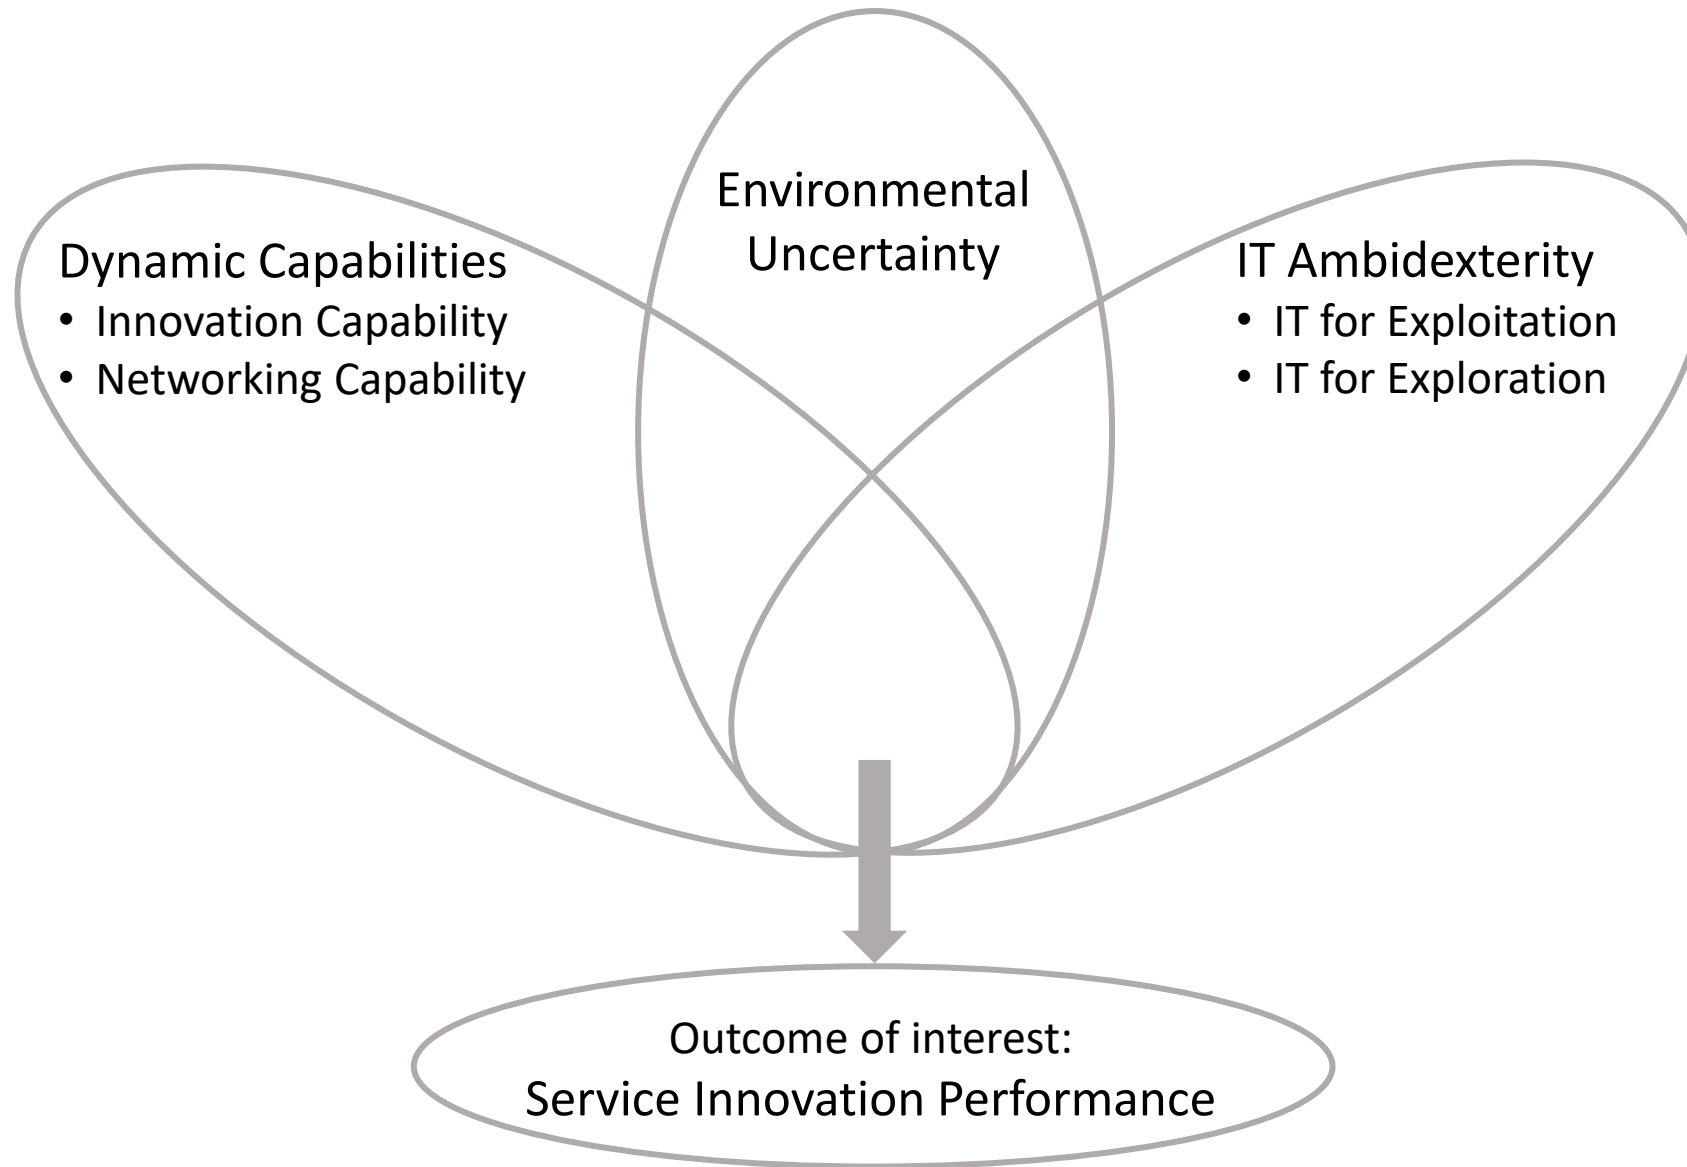 Environmental
Uncertainty
Dynamic Capabilities
• Innovation Capability
• Networking Capability
IT Ambidexterity
• IT for Exploitation
• IT for Exploration
Outcome of interest:
Service Innovation Performance